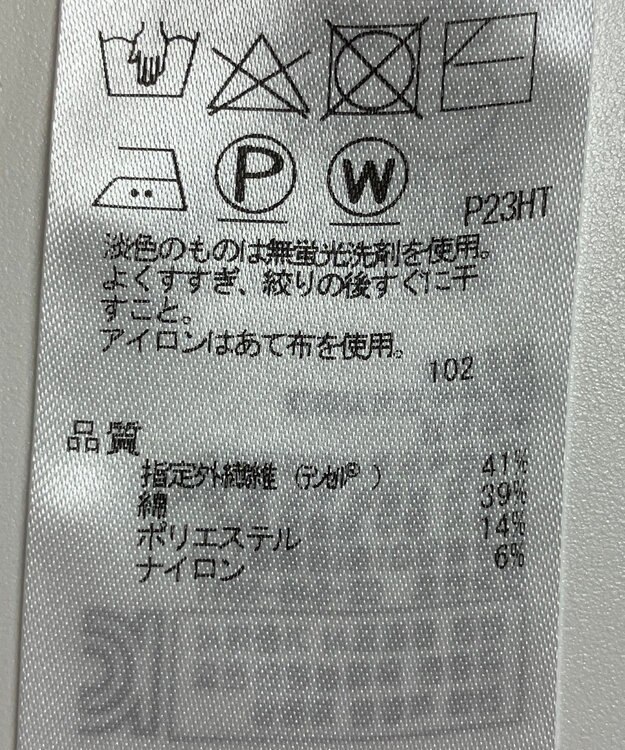 P
W
P23HT
淡色のものは無蛍光洗剤を使用。
よくすすぎ、絞りの後すぐに干
すこと。
アイロンはあて布を使用。
102
品質
指定外繊維 (テンセル®) 41%
綿 39%
ポリエステル 14%
ナイロン 6%